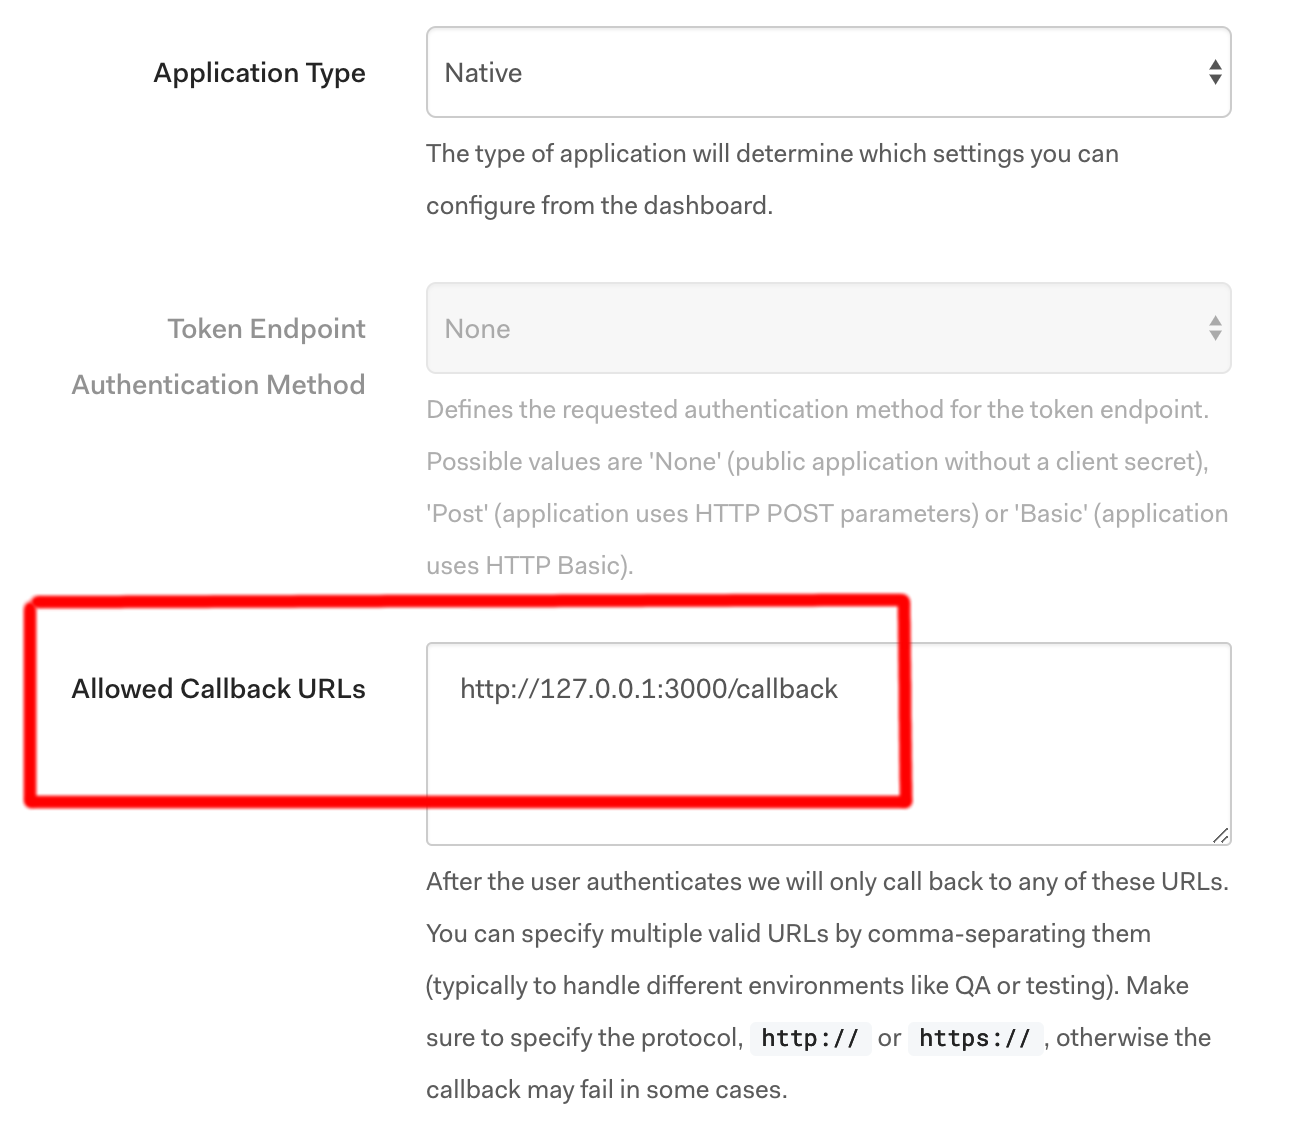 Application Type
Native
The type of application will determine which settings you can
configure from the dashboard.
Token Endpoint
Authentication Method
None
Defines the requested authentication method for the token endpoint.
Possible values are 'None' (public application without a client secret),
'Post' (application uses HTTP POST parameters) or 'Basic' (application
uses HTTP Basic).
Allowed Callback URLs
http://127.0.0.1:3000/callback
After the user authenticates we will only call back to any of these URLs.
You can specify multiple valid URLs by comma-separating them
(typically to handle different environments like QA or testing). Make
sure to specify the protocol, http:// or https:// , otherwise the
callback may fail in some cases.